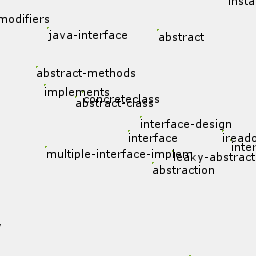 insta
modifiers
java-interface
abstract
abstract-methods
implements
concreteclass
abstract-class
interface-design
interface
ireado
inter
multiple-interface-implem
leaky-abstract
abstraction